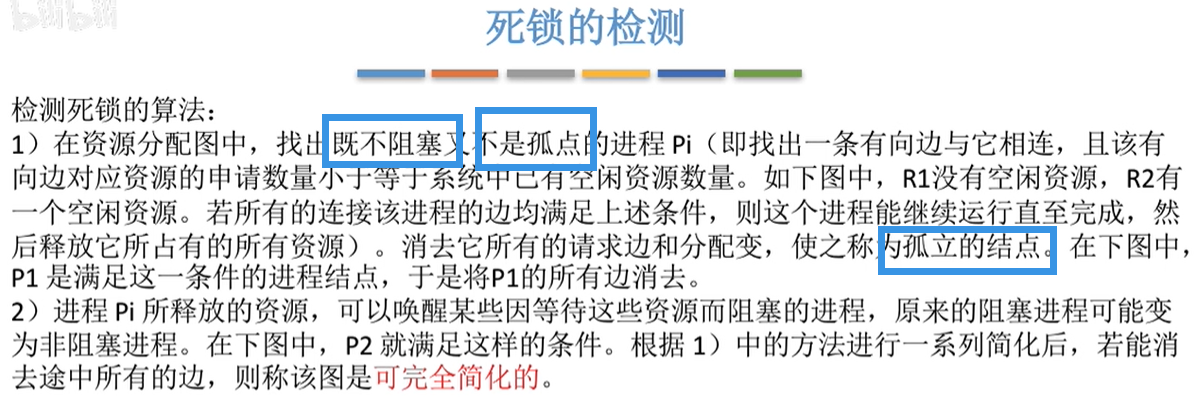 死锁的检测
检测死锁的算法：
1）在资源分配图中，找出既不阻塞又不是孤点的进程 Pi（即找出一条有向边与它相连，且该有
向边对应资源的申请数量小于等于系统中已有空闲资源数量。如下图中，R1没有空闲资源，R2有
一个空闲资源。若所有的连接该进程的边均满足上述条件，则这个进程能继续运行直至完成，然
后释放它所占有的所有资源）。消去它所有的请求边和分配变，使之称为孤立的结点。在下图中，
P1 是满足这一条件的进程结点，于是将P1的所有边消去。
2）进程 Pi 所释放的资源，可以唤醒某些因等待这些资源而阻塞的进程，原来的阻塞进程可能变
为非阻塞进程。在下图中，P2 就满足这样的条件。根据 1）中的方法进行一系列简化后，若能消
去途中所有的边，则称该图是可完全简化的。